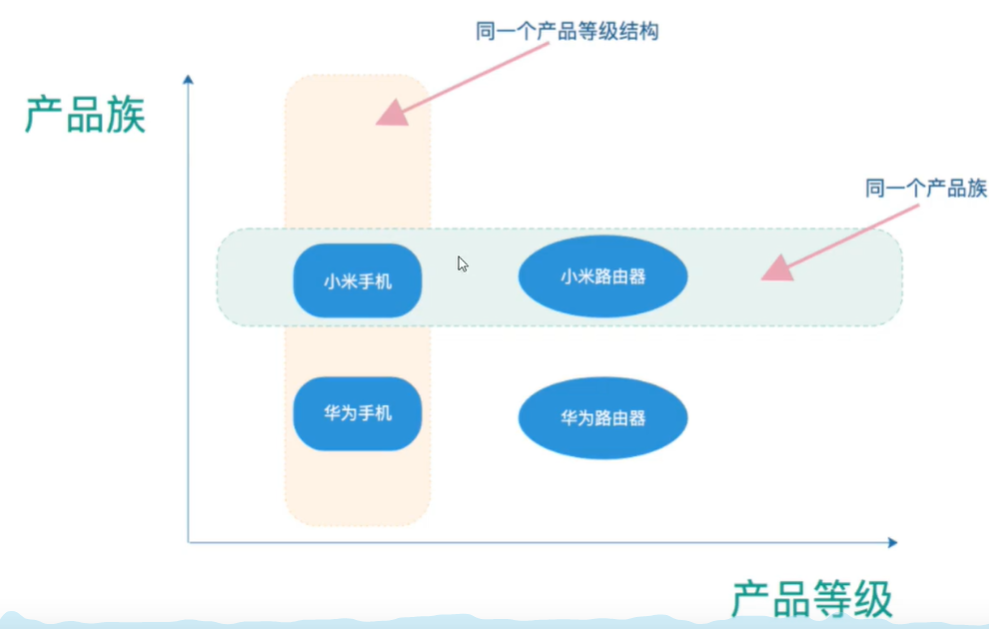 同一个产品等级结构
产品族
同一个产品族
小米手机
小米路由器
华为手机
华为路由器
产品等级